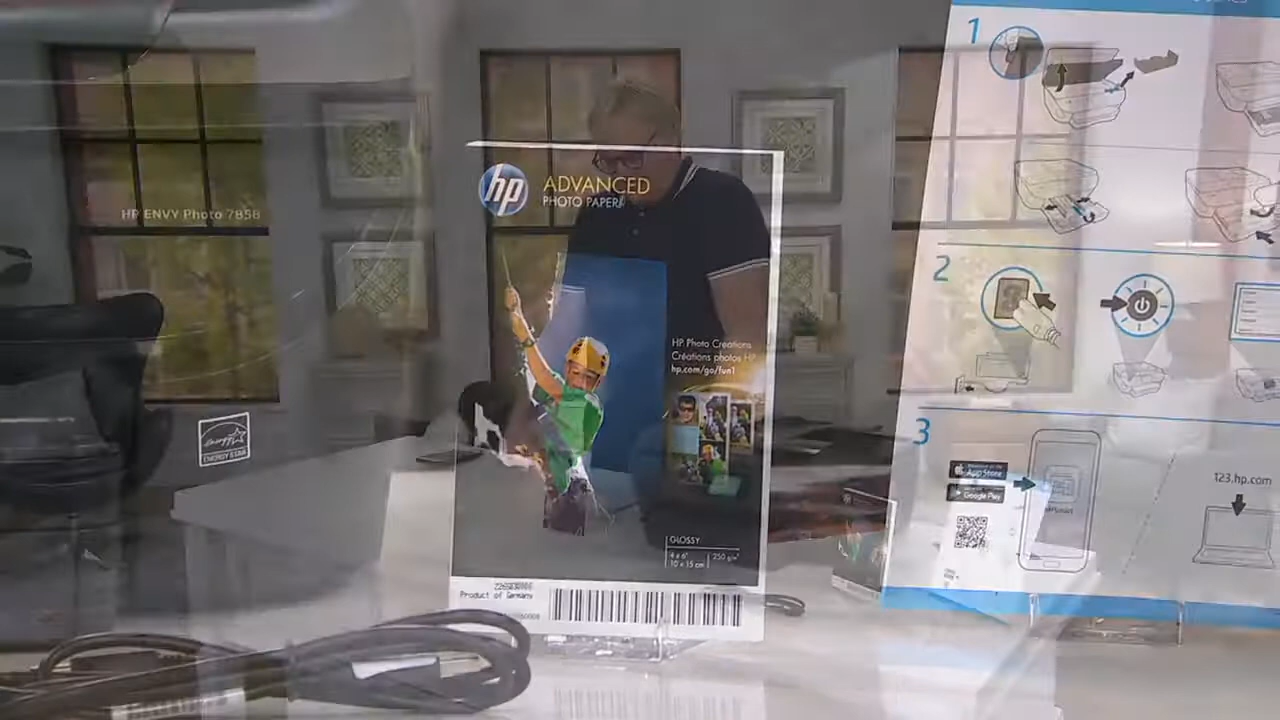 1
HP ENVY Photo 7858
hp
ADVANCED
PHOTO PAPER
2
HP Photo Creations
Créations photos HP
hp.com/go/fun1
ENERGY STAR
3
App Store
Google Play
123.hp.com
GLOSSY
4 x 6"
10 x 15 cm
250 g/m²
Product of Germany